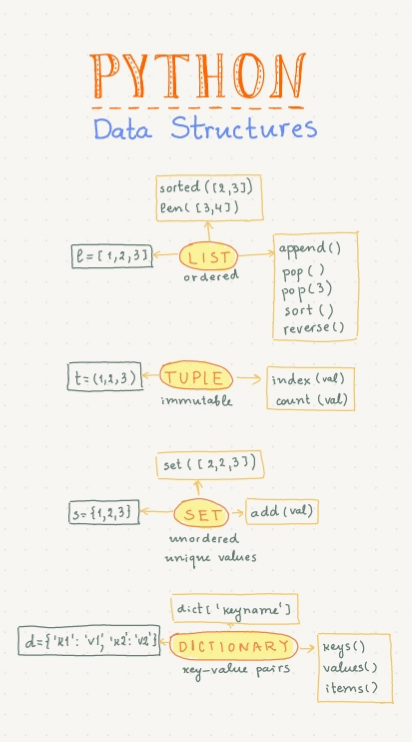 PYTHON
Data Structures
sorted([2,3])
len([3,4])
l=[1,2,3]
LIST
ordered
append()
pop()
pop(3)
sort()
reverse()
t=(1,2,3)
TUPLE
immutable
index(val)
count(val)
set([2,2,3])
s={1,2,3}
SET
add(val)
unordered
unique values
dict['keyname']
d={'k1':'v1','k2':'v2'}
DICTIONARY
key-value pairs
keys()
values()
items()